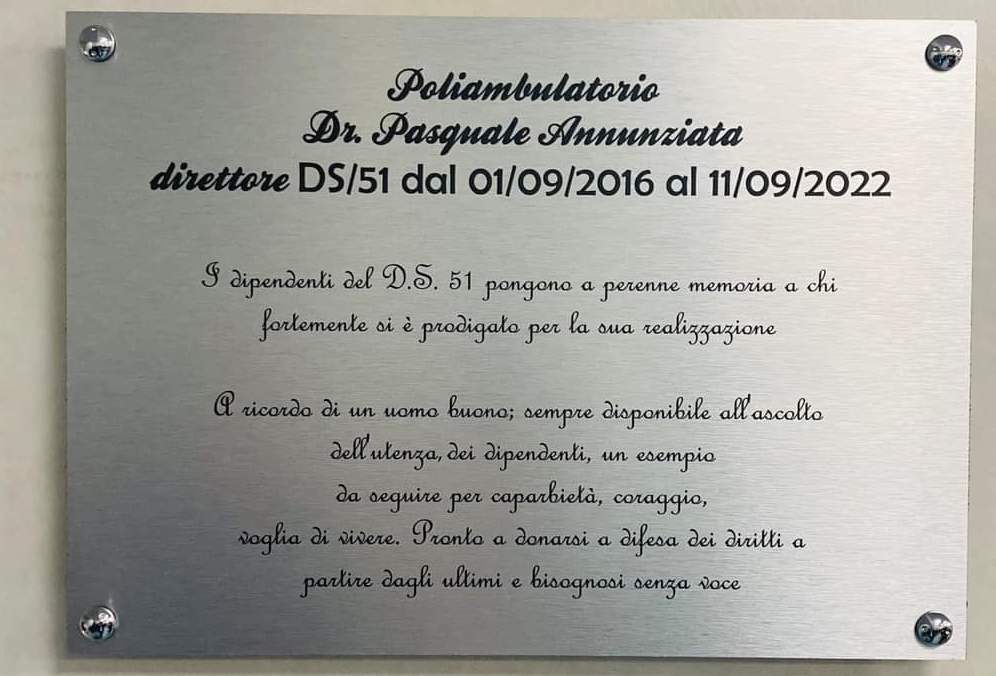 Poliambulatorio
Dr. Pasquale Annunziata
direttore DS/51 dal 01/09/2016 al 11/09/2022
I dipendenti del D.S. 51 pongono a perenne memoria a chi
fortemente si è prodigato per la sua realizzazione
A ricordo di un uomo buono; sempre disponibile all'ascolto
dell'utenza, dei dipendenti, un esempio
da seguire per caparbietà, coraggio,
voglia di vivere. Pronto a donarsi a difesa dei diritti a
partire dagli ultimi e bisognosi senza voce